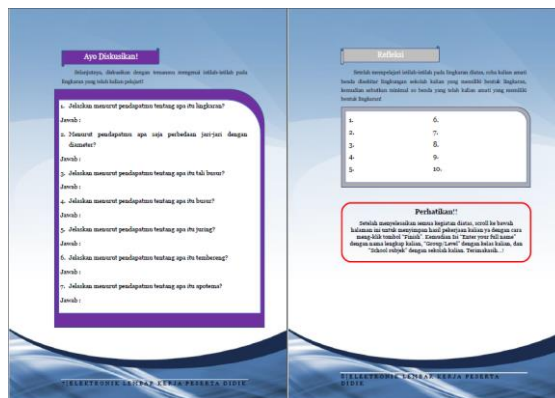 Ayo Diskusikan!
Selanjutnya, diskusikan dengan temanmu mengenai istilah-istilah pada
lingkaran yang telah kalian pelajari!
1. Jelaskan menurut pendapatmu tentang apa itu lingkaran?
Jawab :
2. Menurut pendapatmu apa saja perbedaan jari-jari dengan
diameter?
Jawab :
3. Jelaskan menurut pendapatmu tentang apa itu tali busur?
Jawab :
4. Jelaskan menurut pendapatmu tentang apa itu busur?
Jawab :
5. Jelaskan menurut pendapatmu tentang apa itu juring?
Jawab :
6. Jelaskan menurut pendapatmu tentang apa itu tembereng?
Jawab :
7. Jelaskan menurut pendapatmu tentang apa itu apotema?
Jawab :
7|ELEKTRONIK LEMBAR KERJA PESERTA DIDIK
Refleksi
Setelah mempelajari istilah-istilah pada lingkaran diatas, coba kalian amati
benda disekitar lingkungan sekolah kalian yang memiliki bentuk lingkaran,
kemudian sebutkan minimal 10 benda yang telah kalian amati yang memiliki
bentuk lingkaran!
1.
2.
3.
4.
5.
6.
7.
8.
9.
10.
Perhatikan!!
Setelah menyelesaikan semua kegiatan diatas, scroll ke bawah
halaman ini untuk menyimpan hasil pekerjaan kalian ya dengan cara
meng-klik tombol "Finish". Kemudian isi "Enter your full name"
dengan nama lengkap kalian, "Group/Level" dengan kelas kalian, dan
"School subjek" dengan sekolah kalian. Terimakasih...!
8|ELEKTRONIK LEMBAR KERJA PESERTA
DIDIK